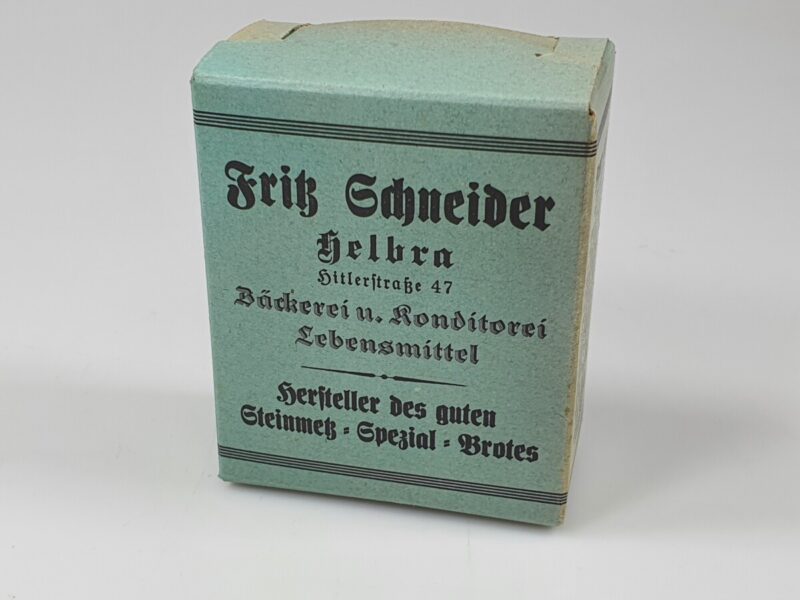 Fritz Schneider
Helbra
Hitlerſtraße 47
Bäckerei u. Konditorei
Lebensmittel
Herſteller des guten
Steinmetz - Spezial - Brotes